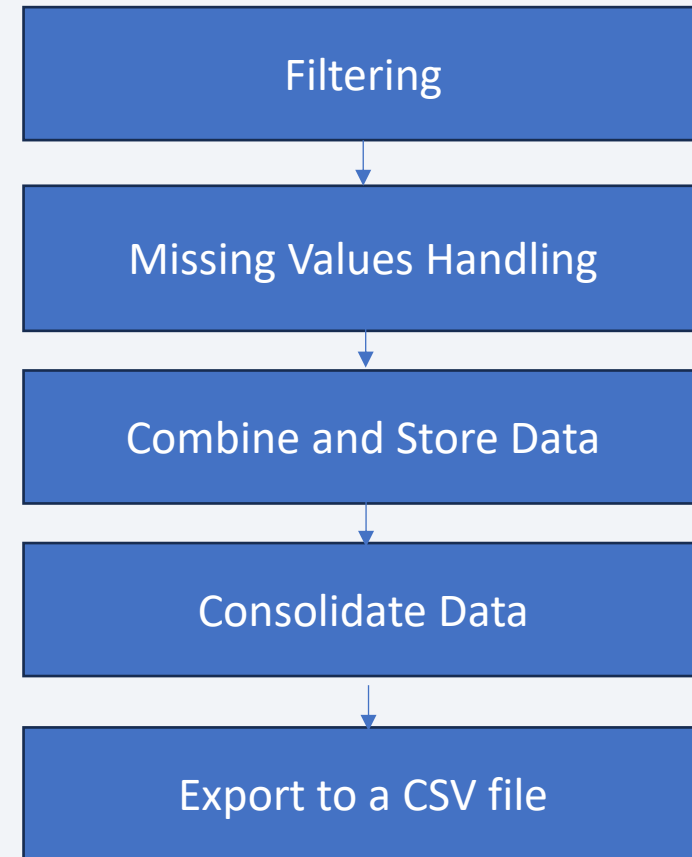 Filtering
Missing Values Handling
Combine and Store Data
Consolidate Data
Export to a CSV file